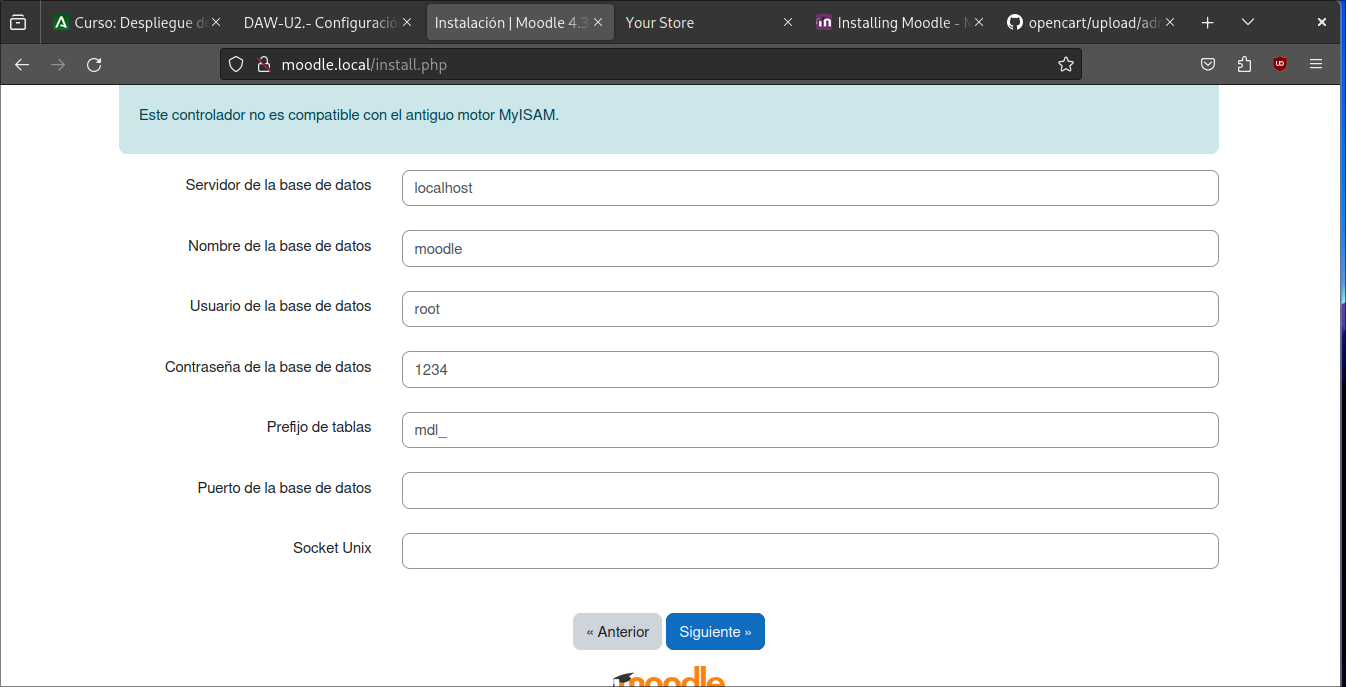 Curso: Despliegue de
DAW-U2.- Configuració
Instalación | Moodle 4.3
Your Store
Installing Moodle - M
opencart/upload/adm
moodle.local/install.php
Este controlador no es compatible con el antiguo motor MyISAM.
Servidor de la base de datos
localhost
Nombre de la base de datos
moodle
Usuario de la base de datos
root
Contraseña de la base de datos
1234
Prefijo de tablas
mdl_
Puerto de la base de datos
Socket Unix
« Anterior
Siguiente »
moodle